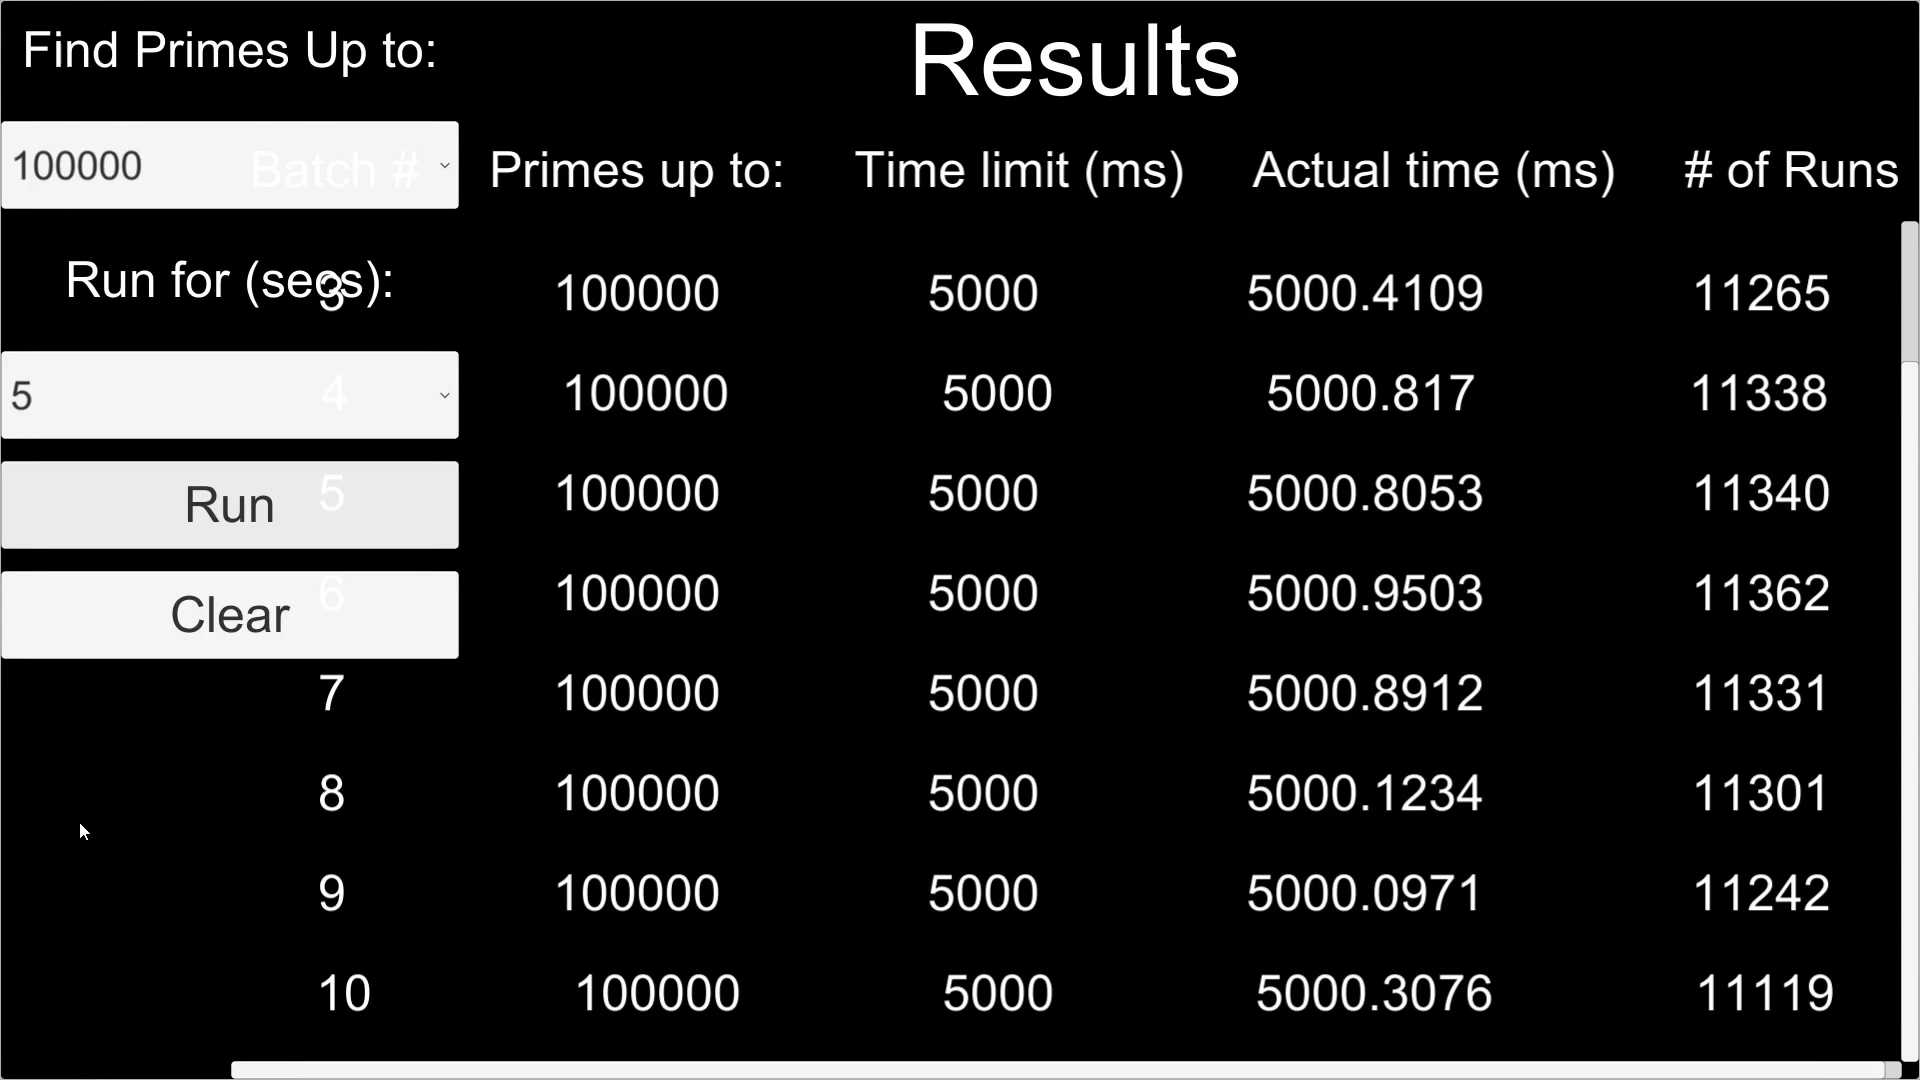 Find Primes Up to:
Results
100000
Batch # Primes up to: Time limit (ms) Actual time (ms) # of Runs
Run for (secs):
3 100000 5000 5000.4109 11265
5
4 100000 5000 5000.817 11338
Run
5 100000 5000 5000.8053 11340
Clear
6 100000 5000 5000.9503 11362
7 100000 5000 5000.8912 11331
8 100000 5000 5000.1234 11301
9 100000 5000 5000.0971 11242
10 100000 5000 5000.3076 11119